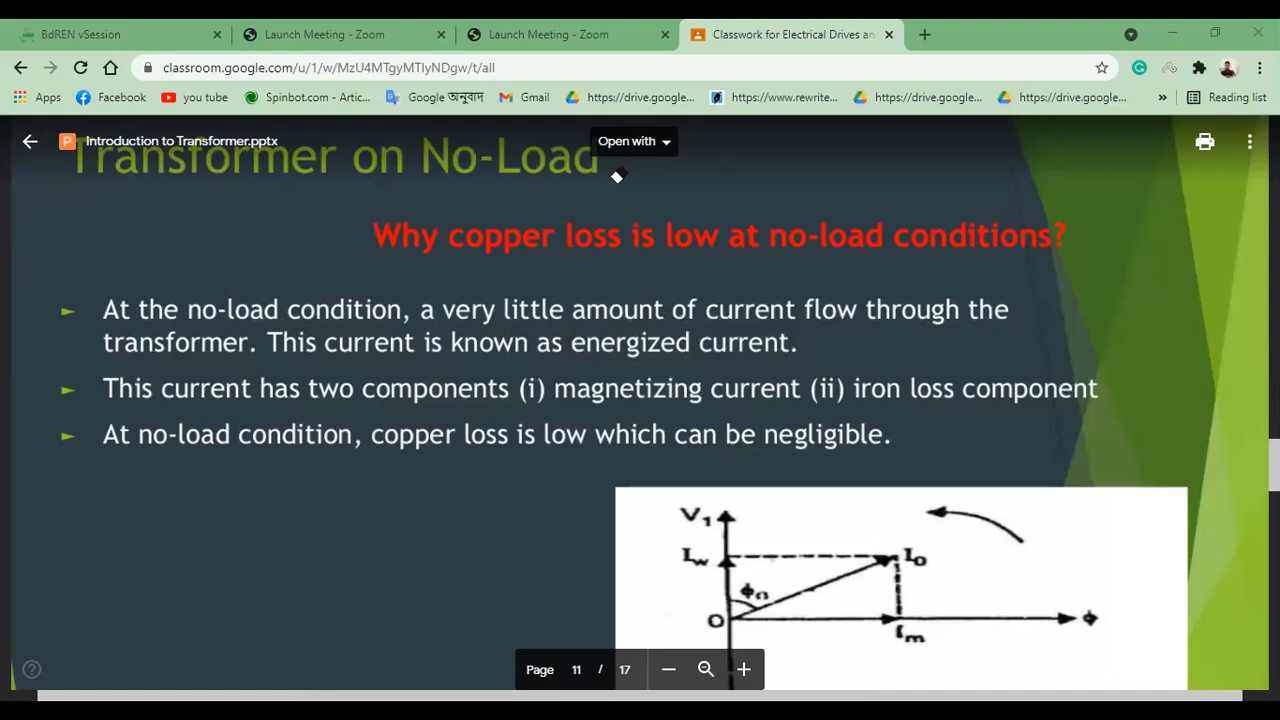 BdREN vSession
Launch Meeting - Zoom
Launch Meeting - Zoom
Classwork for Electrical Drives an
classroom.google.com/u/1/w/MzU4MTgyMTIyNDgw/t/all
Apps
Facebook
you tube
Spinbot.com - Artic...
Google অনুবাদ
Gmail
https://drive.google...
https://www.rewrite...
https://drive.google...
https://drive.google...
»
Reading list
P
Introduction to Transformer.pptx
Open with
Transformer on No-Load
Why copper loss is low at no-load conditions?
At the no-load condition, a very little amount of current flow through the
transformer. This current is known as energized current.
This current has two components (i) magnetizing current (ii) iron loss component
At no-load condition, copper loss is low which can be negligible.
V₁
Iw
I₀
ϕ₀
O
Im
ϕ
Page 11 / 17